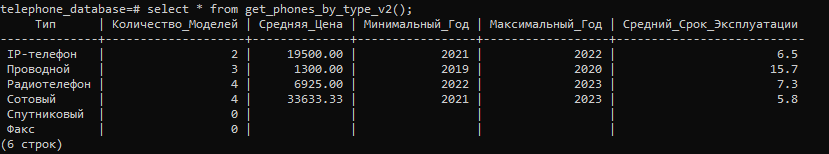 telephone_database=# select * from get_phones_by_type_v2();
Тип | Количество_Моделей | Средняя_Цена | Минимальный_Год | Максимальный_Год | Средний_Срок_Эксплуатации
--------------+--------------------+--------------+-----------------+------------------+---------------------------
IP-телефон | 2 | 19500.00 | 2021 | 2022 | 6.5
Проводной | 3 | 1300.00 | 2019 | 2020 | 15.7
Радиотелефон | 4 | 6925.00 | 2022 | 2023 | 7.3
Сотовый | 4 | 33633.33 | 2021 | 2023 | 5.8
Спутниковый | 0 | | | |
Факс | 0 | | | |
(6 строк)